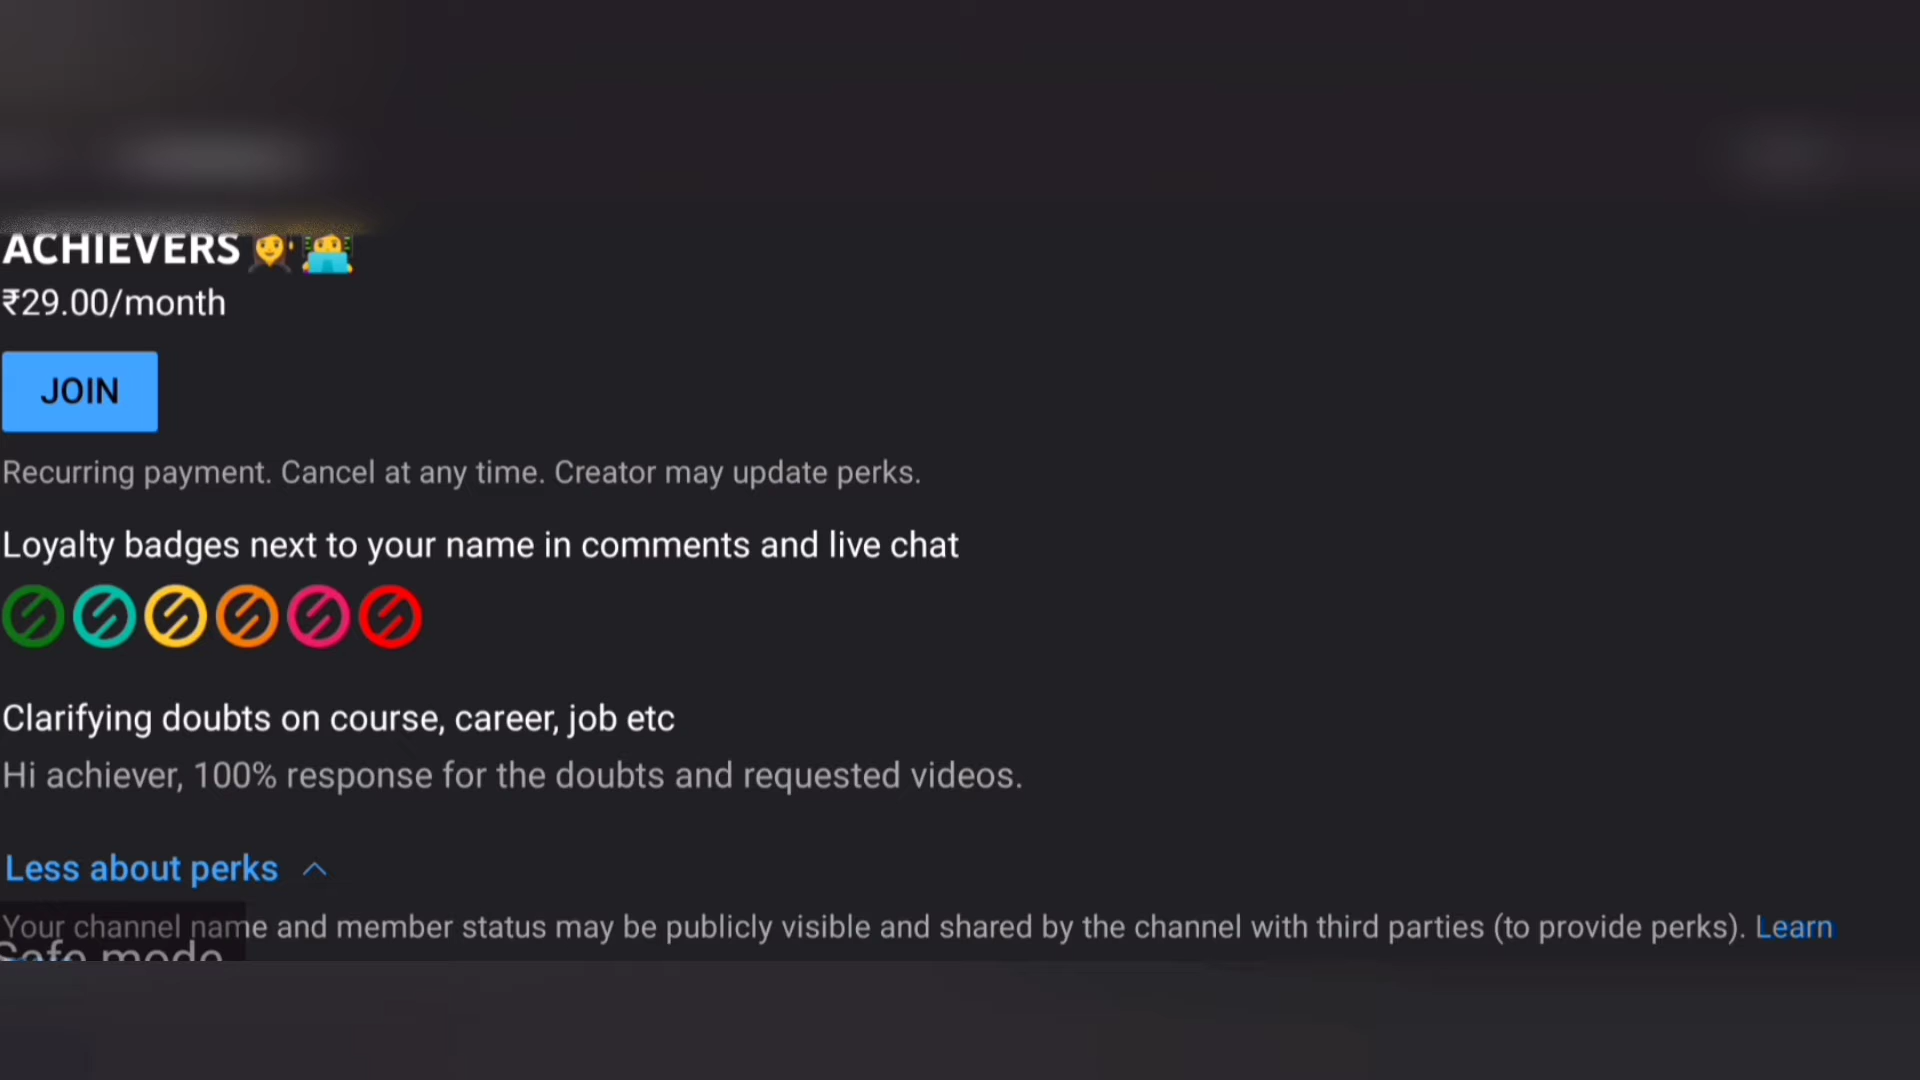 ACHIEVERS 👩‍🎓👩‍💻
₹29.00/month
JOIN
Recurring payment. Cancel at any time. Creator may update perks.
Loyalty badges next to your name in comments and live chat
Clarifying doubts on course, career, job etc
Hi achiever, 100% response for the doubts and requested videos.
Less about perks
Your channel name and member status may be publicly visible and shared by the channel with third parties (to provide perks). Learn
Safe mode